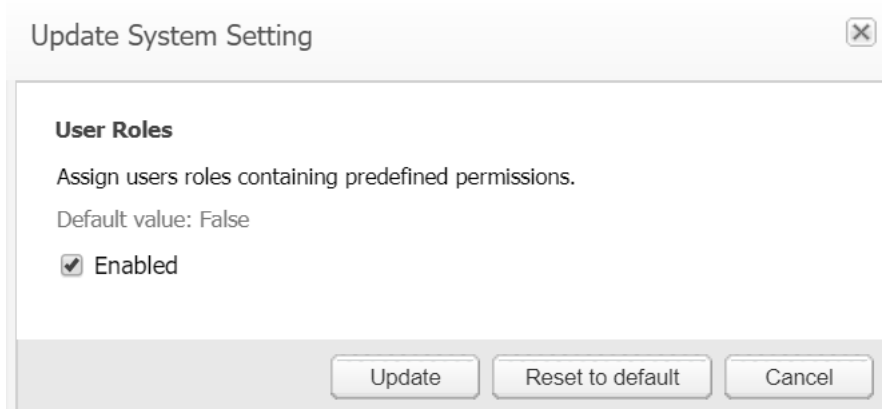 Update System Setting
User Roles
Assign users roles containing predefined permissions.
Default value: False
Enabled
Update Reset to default Cancel